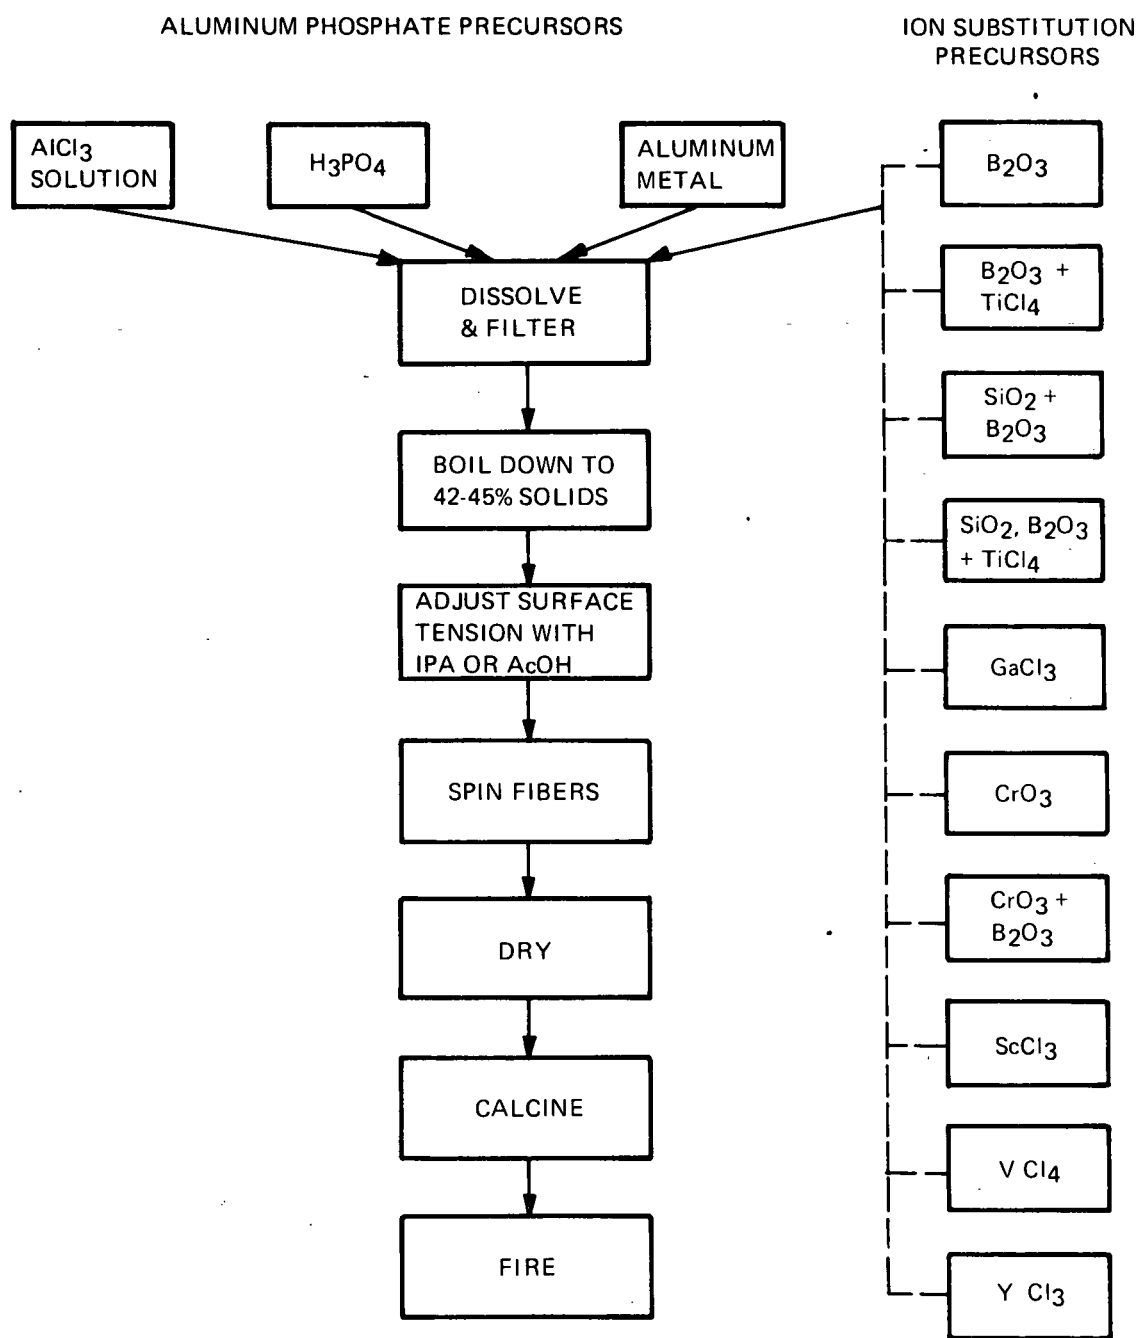 ALUMINUM PHOSPHATE PRECURSORS
ION SUBSTITUTION
PRECURSORS
AlCl3
SOLUTION
H3PO4
ALUMINUM
METAL
DISSOLVE
& FILTER
BOIL DOWN TO
42-45% SOLIDS
ADJUST SURFACE
TENSION WITH
IPA OR AcOH
SPIN FIBERS
DRY
CALCINE
FIRE
B2O3
B2O3 +
TiCl4
SiO2 +
B2O3
SiO2, B2O3
+ TiCl4
GaCl3
CrO3
CrO3 +
B2O3
ScCl3
V Cl4
Y Cl3